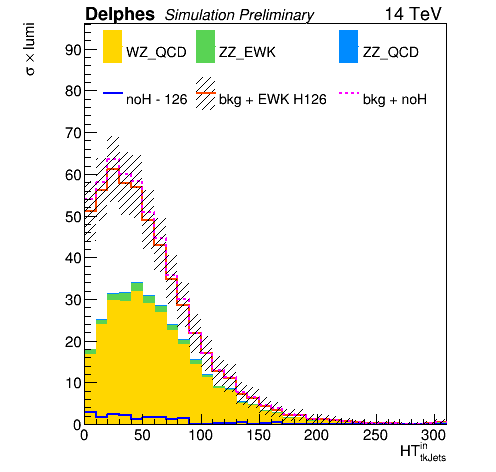 Delphes Simulation Preliminary 14 TeV
σ × lumi
WZ_QCD ZZ_EWK ZZ_QCD
noH - 126 bkg + EWK H126 bkg + noH
90
80
70
60
50
40
30
20
10
0
0 50 100 150 200 250 300
HT^in_tkJets